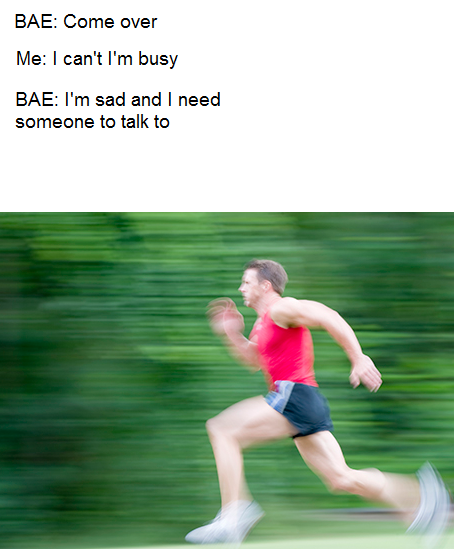 BAE: Come over
Me: I can't I'm busy
BAE: I'm sad and I need
someone to talk to